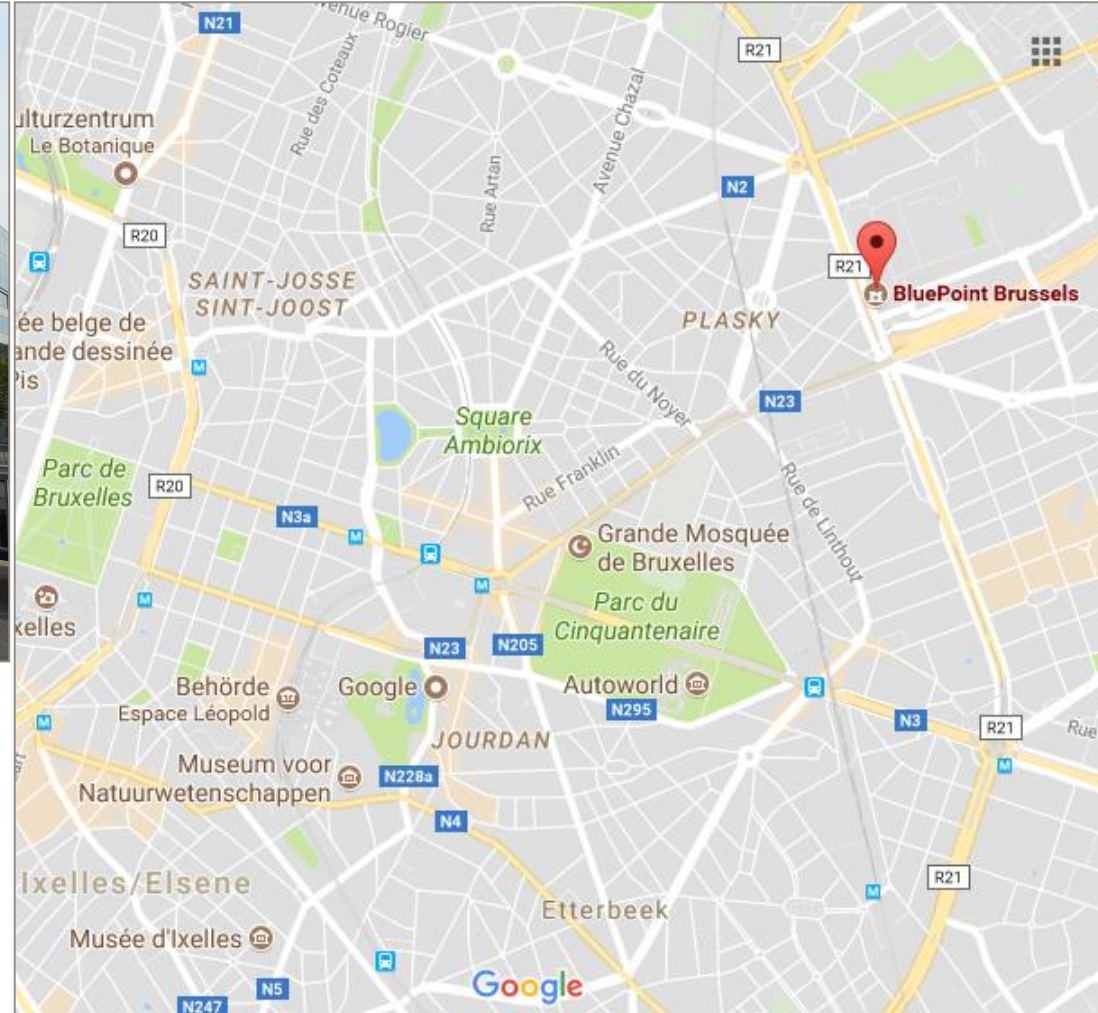 N21
Avenue Rogier
R21
Rue des Coteaux
Avenue Chazal
ulturzentrum
Le Botanique
Rue Artan
N2
R20
R21
BluePoint Brussels
SAINT-JOSSE
SINT-JOOST
PLASKY
ée belge de
ande dessinée
Pis
M
Rue du Noyer
N23
Square
Ambiorix
Parc de
Bruxelles
R20
Rue Franklin
Rue de Linthout
N3a
M
Grande Mosquée
de Bruxelles
M
M
Parc du
Cinquantenaire
xelles
N23
N205
Behörde
Espace Léopold
Google
Autoworld
N295
M
N3
R21
Rue
JOURDAN
Museum voor
Natuurwetenschappen
N228a
M
N4
Ixelles/Elsene
R21
M
Etterbeek
Musée d'Ixelles
Google
N5
N247